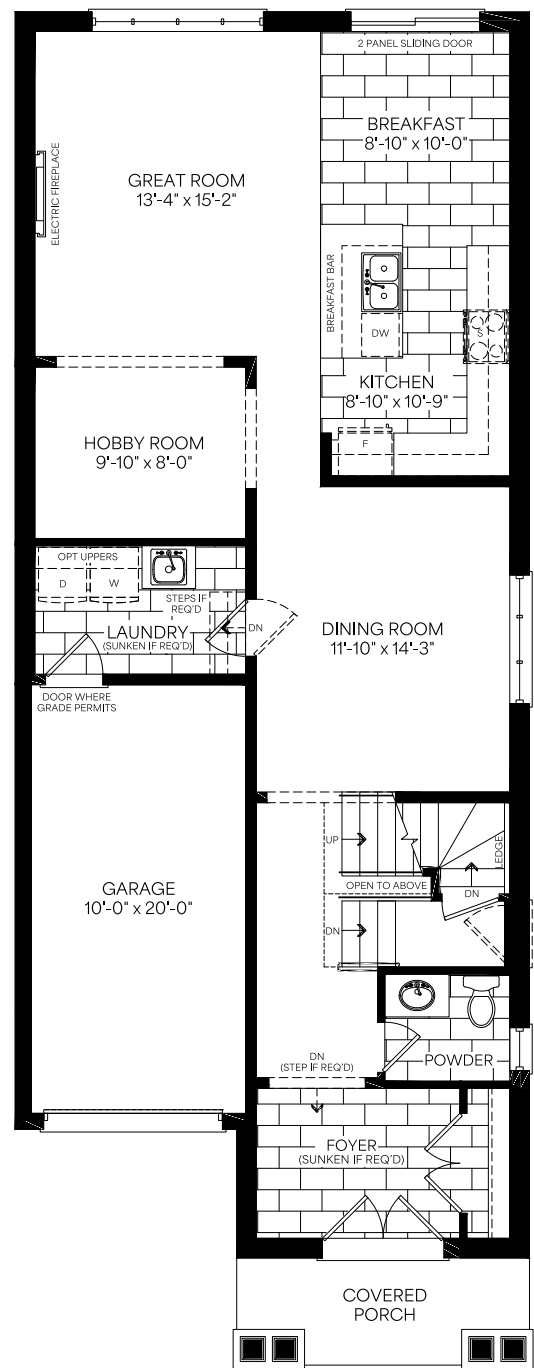 2 PANEL SLIDING DOOR
BREAKFAST
8'-10" x 10'-0"
GREAT ROOM
13'-4" x 15'-2"
ELECTRIC FIREPLACE
BREAKFAST BAR
DW
S
KITCHEN
8'-10" x 10'-9"
F
HOBBY ROOM
9'-10" x 8'-0"
OPT UPPERS
D
W
STEPS IF
REQ'D
LAUNDRY
(SUNKEN IF REQ'D)
DN
DINING ROOM
11'-10" x 14'-3"
DOOR WHERE
GRADE PERMITS
UP
LEDGE
OPEN TO ABOVE
DN
GARAGE
10'-0" x 20'-0"
DN
DN
(STEP IF REQ'D)
POWDER
FOYER
(SUNKEN IF REQ'D)
COVERED
PORCH